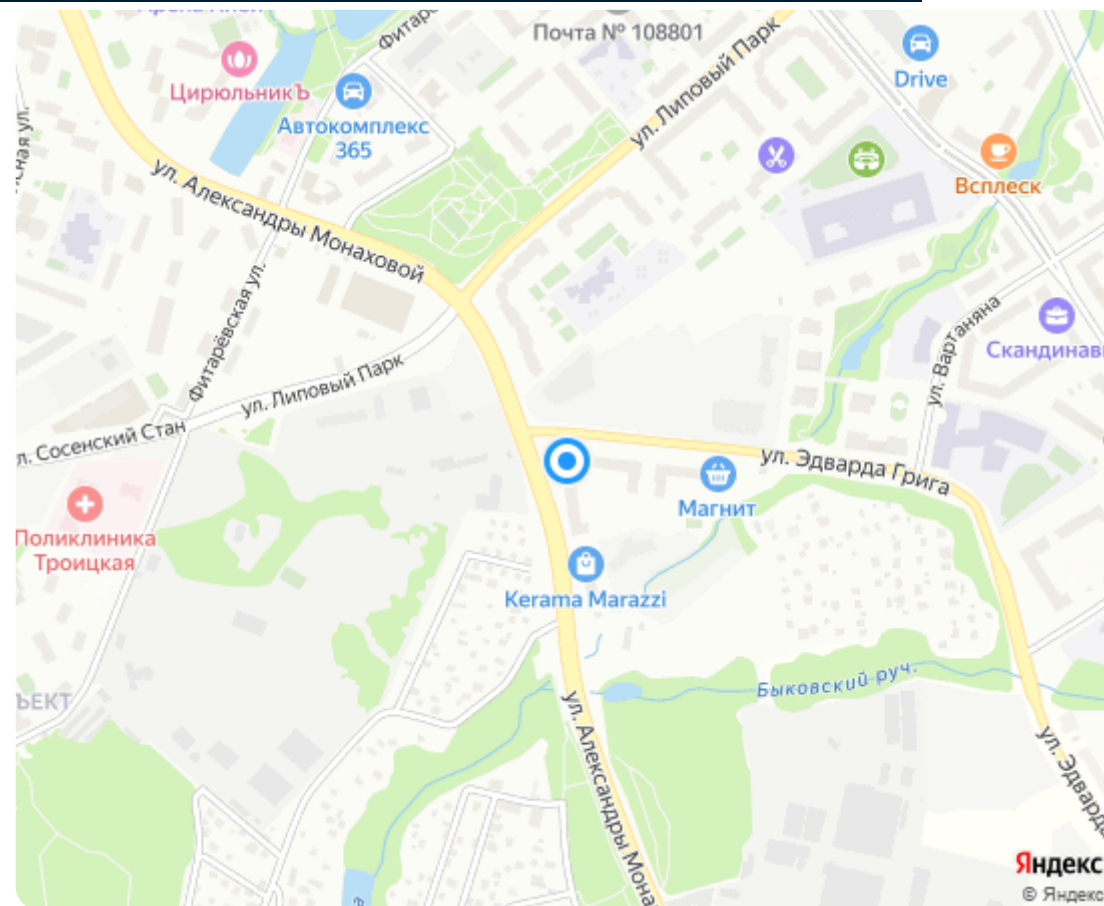 Почта № 108801
Drive
ЦирюльникЪ
Автокомплекс
365
ул. Липовый Парк
Всплеск
ул. Александры Монаховой
Фитарёвская ул.
ул. Вартаняна
ул. Липовый Парк
л. Сосенский Стан
ул. Эдварда Грига
Магнит
Поликлиника
Троицкая
Kerama Marazzi
Быковский руч.
ЪЕКТ
ул. Александры Мона
ул. Эдварда
Яндекс
© Яндекс